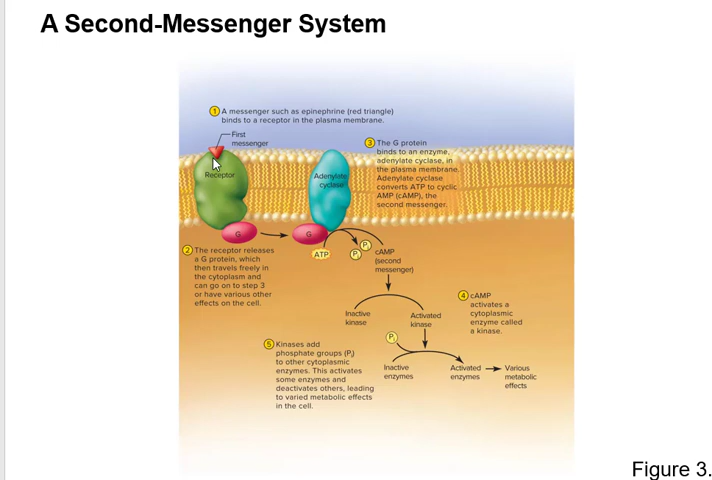 A Second-Messenger System
1 A messenger such as epinephrine (red triangle)
binds to a receptor in the plasma membrane.
First
messenger
Receptor
Adenylate
cyclase
3 The G protein
binds to an enzyme,
adenylate cyclase, in
the plasma membrane.
Adenylate cyclase
converts ATP to cyclic
AMP (cAMP), the
second messenger.
G
G
2 The receptor releases
a G protein, which
then travels freely in
the cytoplasm and
can go on to step 3
or have various other
effects on the cell.
ATP
Pi
Pi
cAMP
(second
messenger)
4 cAMP
activates a
cytoplasmic
enzyme called
a kinase.
Inactive
kinase
Activated
kinase
5 Kinases add
phosphate groups (Pi)
to other cytoplasmic
enzymes. This activates
some enzymes and
deactivates others, leading
to varied metabolic effects
in the cell.
Pi
Inactive
enzymes
Activated
enzymes
Various
metabolic
effects
Figure 3.